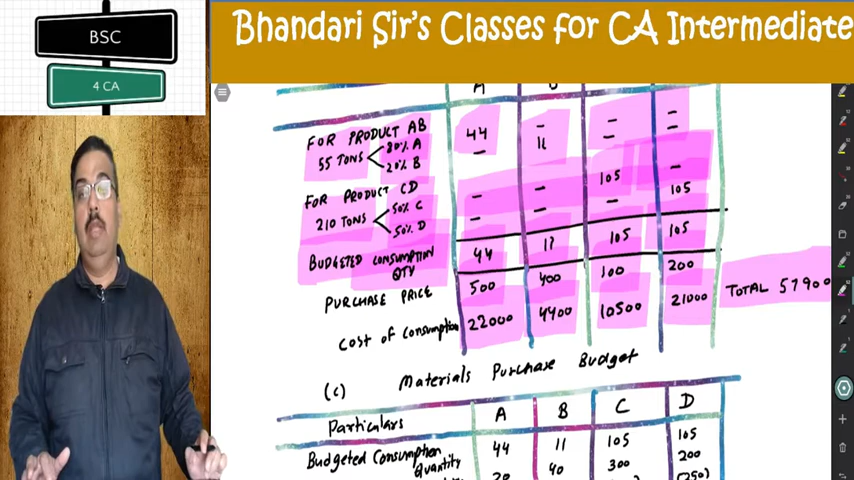 BSC
4 CA
Bhandari Sir's Classes for CA Intermediate
A
FOR PRODUCT AB
55 TONS 80% A 20% B
44 - - -
- 11 - -
FOR PRODUCT CD
210 TONS 50% C 50% D
- - 105 -
- - - 105
BUDGETED CONSUMPTION QTY
44 11 105 105
PURCHASE PRICE 500 400 100 200
COST OF CONSUMPTION 22000 4400 10500 21000 TOTAL 57900
(c) Materials Purchase Budget
Particulars A B C D
Budgeted Consumption quantity 44 11 105 105
20 40 300 200
(250)